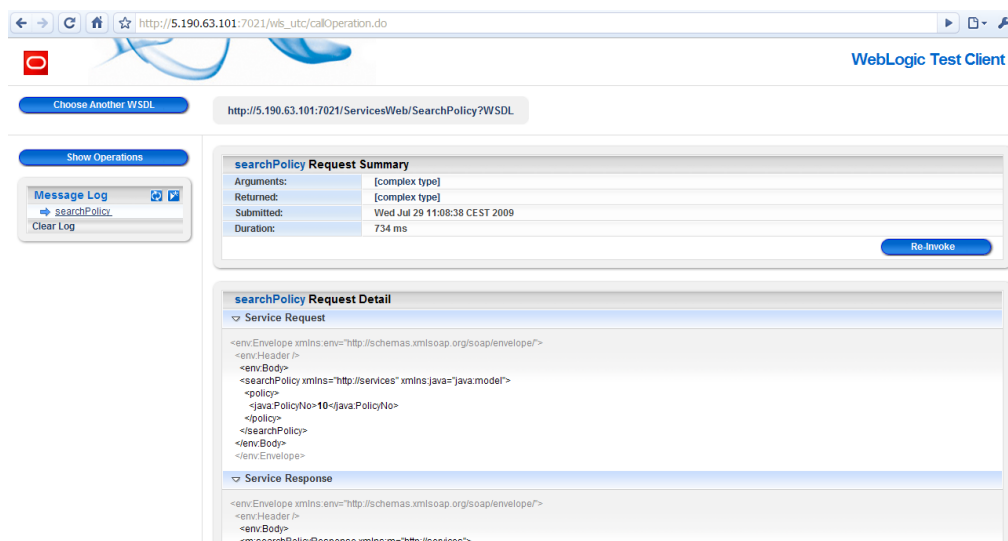 http://5.190.63.101:7021/wls_utc/callOperation.do
WebLogic Test Client
Choose Another WSDL
http://5.190.63.101:7021/ServicesWeb/SearchPolicy?WSDL
Show Operations
Message Log
searchPolicy
Clear Log
searchPolicy Request Summary
Arguments: [complex type]
Returned: [complex type]
Submitted: Wed Jul 29 11:08:38 CEST 2009
Duration: 734 ms
Re-Invoke
searchPolicy Request Detail
Service Request
<env:Envelope xmlns:env="http://schemas.xmlsoap.org/soap/envelope/">
<env:Header />
<env:Body>
<searchPolicy xmlns="http://services" xmlns:java="java:model">
<policy>
<java:PolicyNo>10</java:PolicyNo>
</policy>
</searchPolicy>
</env:Body>
</env:Envelope>
Service Response
<env:Envelope xmlns:env="http://schemas.xmlsoap.org/soap/envelope/">
<env:Header />
<env:Body>
<m:searchPolicyResponse xmlns:m="http://services">